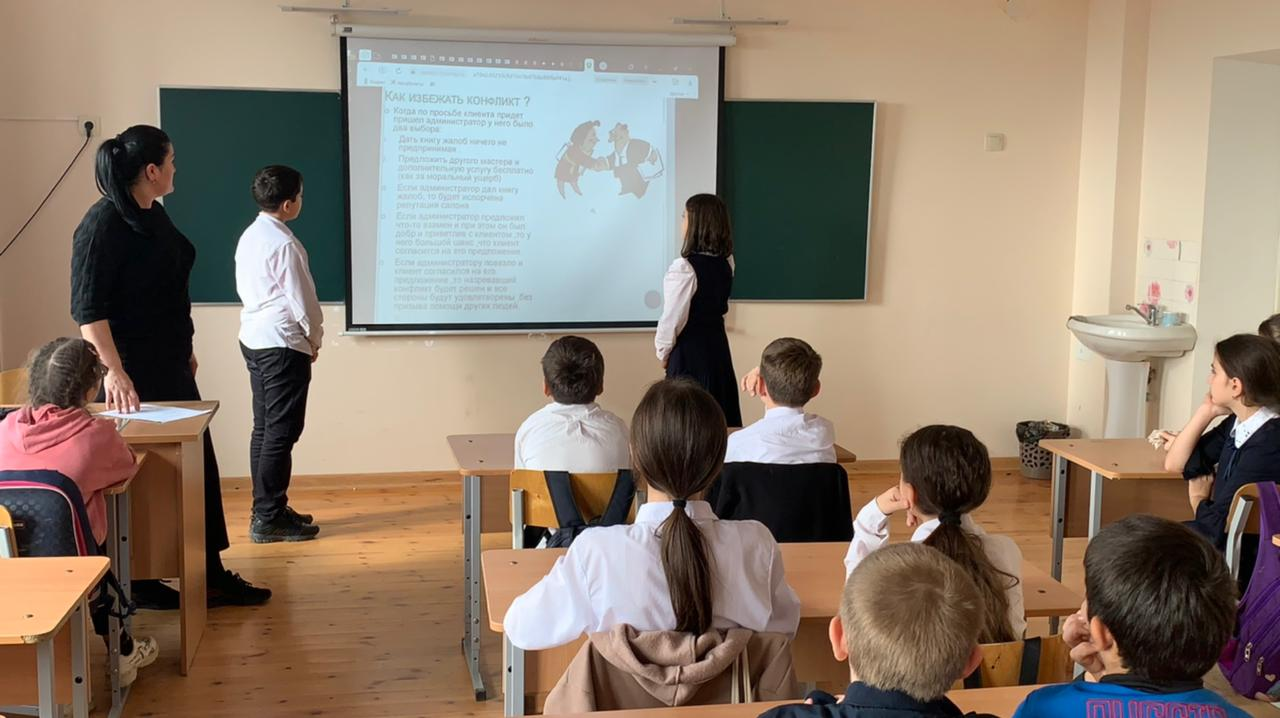 КАК ИЗБЕЖАТЬ КОНФЛИКТ ?
Когда по просьбе клиента придет
пришел администратор у него было
два выбора:
Дать книгу жалоб ничего не
предпринимая
Предложить другого мастера и
дополнительную услугу бесплатно
(как за моральный ущерб)
Если администратор дал книгу
жалоб, то будет испорчена
репутация салона
Если администратор предложил
что-то взамен и при этом он был
добр и приветлив с клиентом ,то у
него большой шанс ,что клиент
согласится на его предложение
Если администратору повезло и
клиент согласился на его
предложение ,то назревавший
конфликт будет решен и все
стороны будут удовлетворены ,без
призыва помощи других людей.